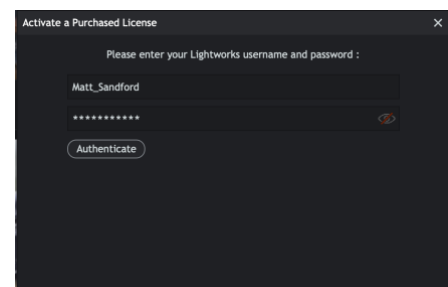 Activate a Purchased License
Please enter your Lightworks username and password :
Matt_Sandford
***********
Authenticate